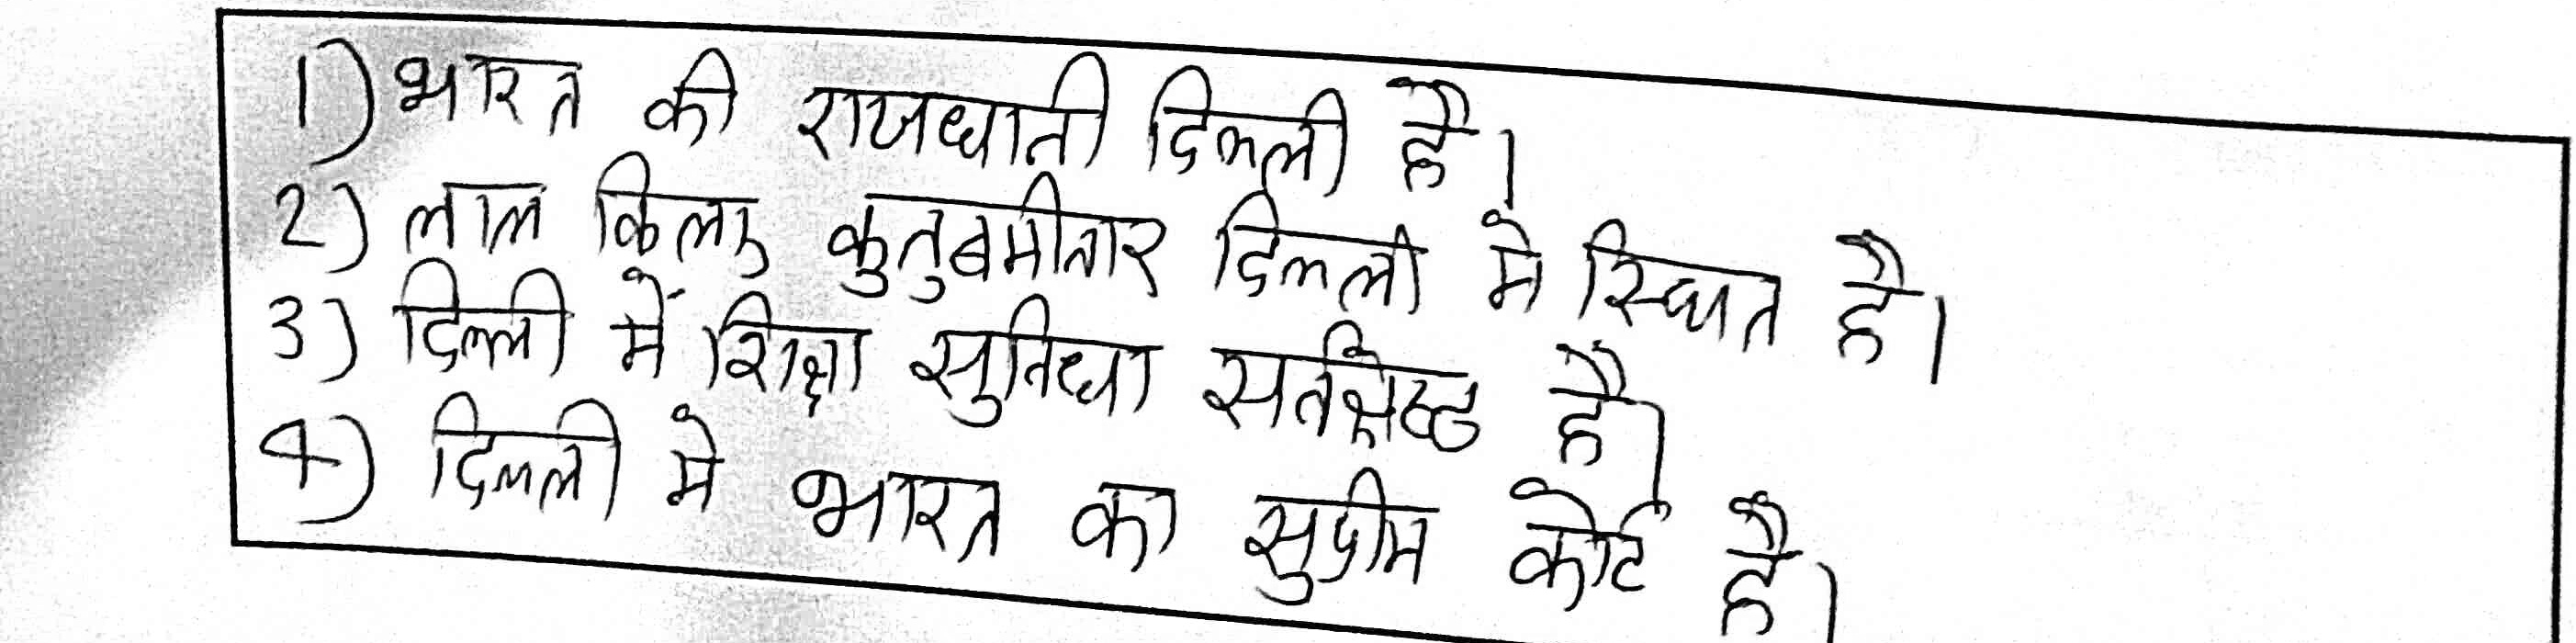 1) भारत की राजधानी दिल्ली है।
2) लाल किला, कुतुबमीनार दिल्ली मे स्थित है।
3) दिल्ली में शिक्षा सुविधा सर्वश्रेष्ठ है।
4) दिल्ली मे भारत का सुप्रीम कोर्ट है।